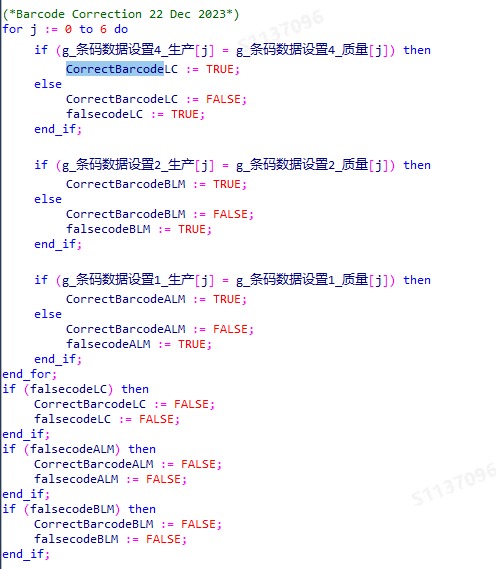 (*Barcode Correction 22 Dec 2023*)
for j := 0 to 6 do
if (g_条码数据设置4_生产[j] = g_条码数据设置4_质量[j]) then
CorrectBarcodeLC := TRUE;
else
CorrectBarcodeLC := FALSE;
falsecodeLC := TRUE;
end_if;
if (g_条码数据设置2_生产[j] = g_条码数据设置2_质量[j]) then
CorrectBarcodeBLM := TRUE;
else
CorrectBarcodeBLM := FALSE;
falsecodeBLM := TRUE;
end_if;
if (g_条码数据设置1_生产[j] = g_条码数据设置1_质量[j]) then
CorrectBarcodeALM := TRUE;
else
CorrectBarcodeALM := FALSE;
falsecodeALM := TRUE;
end_if;
end_for;
if (falsecodeLC) then
CorrectBarcodeLC := FALSE;
falsecodeLC := FALSE;
end_if;
if (falsecodeALM) then
CorrectBarcodeALM := FALSE;
falsecodeALM := FALSE;
end_if;
if (falsecodeBLM) then
CorrectBarcodeBLM := FALSE;
falsecodeBLM := FALSE;
end_if;
S1137096
S1137096